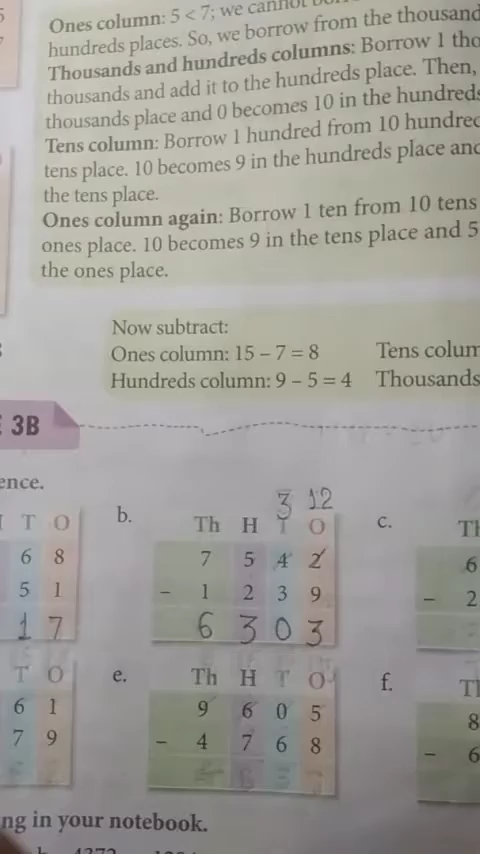 Ones column: 5 < 7; we cannot
hundreds places. So, we borrow from the thousand
Thousands and hundreds columns: Borrow 1 tho
thousands and add it to the hundreds place. Then,
thousands place and 0 becomes 10 in the hundreds
Tens column: Borrow 1 hundred from 10 hundred
tens place. 10 becomes 9 in the hundreds place and
the tens place.
Ones column again: Borrow 1 ten from 10 tens
ones place. 10 becomes 9 in the tens place and 5
the ones place.
Now subtract:
Ones column: 15 – 7 = 8 Tens colum
Hundreds column: 9 – 5 = 4 Thousands
3B
ence.
3 12
T O b. Th H T O c. Th
6 8 7 5 4 2 6
5 1 – 1 2 3 9 – 2
1 7 6 3 0 3
T O e. Th H T O f. Th
6 1 9 6 0 5 8
7 9 – 4 7 6 8 – 6
ng in your notebook.